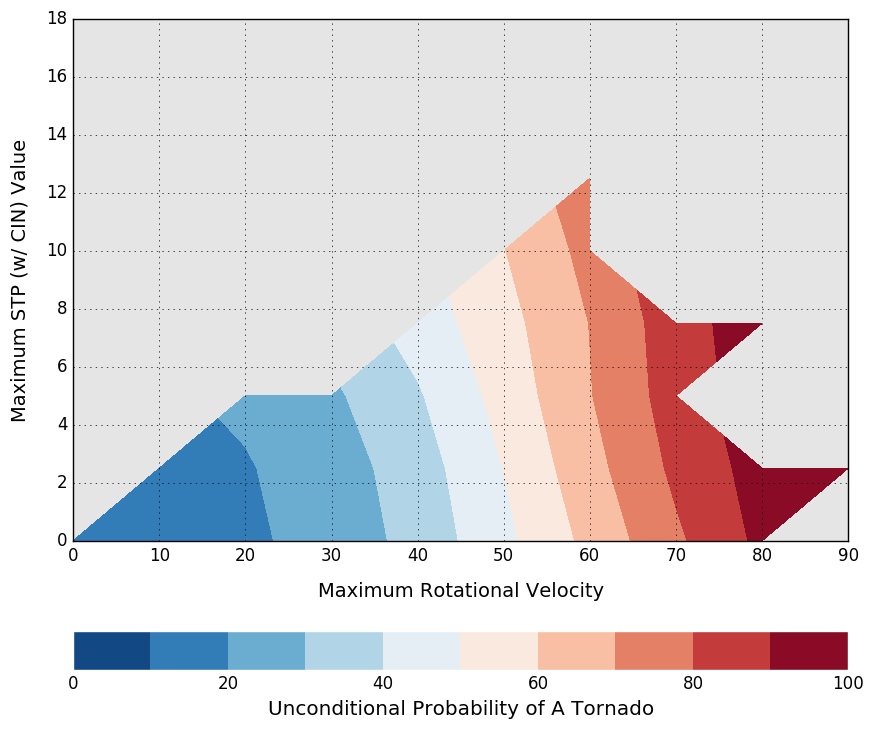 18
16
14
12
10
8
6
4
2
0
Maximum STP (w/ CIN) Value
0 10 20 30 40 50 60 70 80 90
Maximum Rotational Velocity
0 20 40 60 80 100
Unconditional Probability of A Tornado